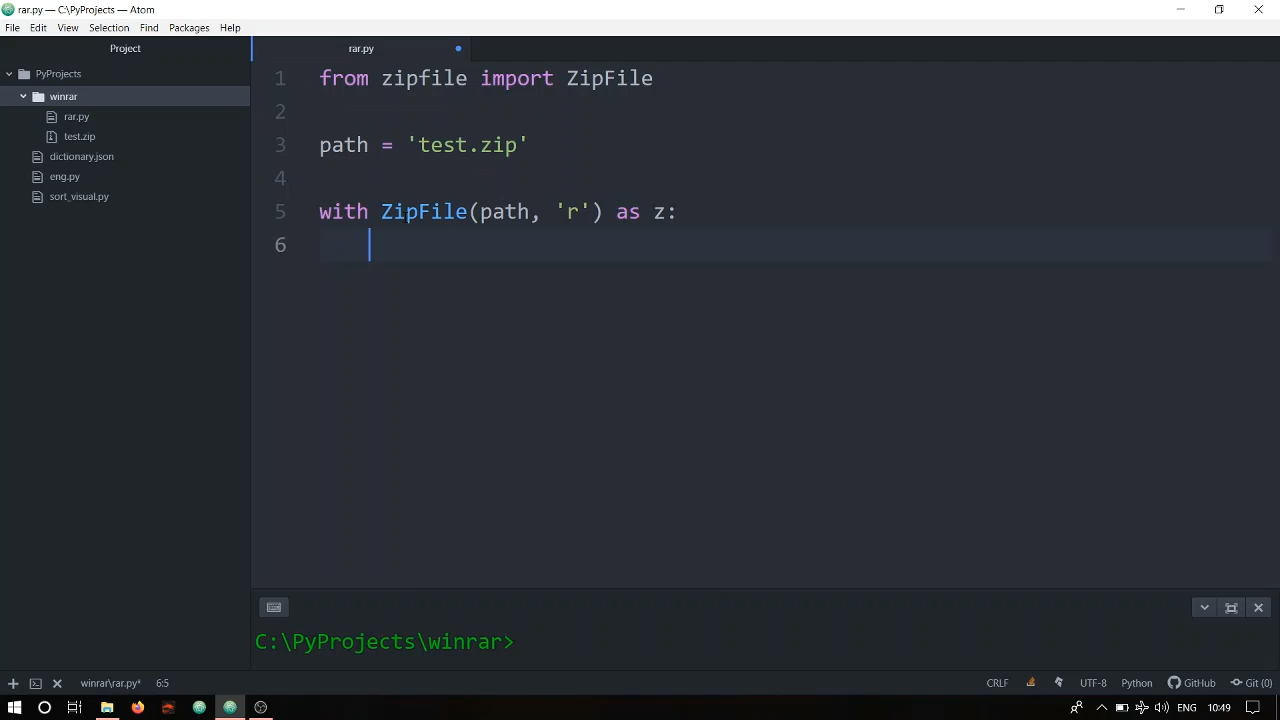 rar.py — C:\PyProjects — Atom
File Edit View Selection Find Packages Help
Project
rar.py
PyProjects
winrar
rar.py
test.zip
dictionary.json
eng.py
sort_visual.py
1 from zipfile import ZipFile
2
3 path = 'test.zip'
4
5 with ZipFile(path, 'r') as z:
6
C:\PyProjects\winrar>
winrar\rar.py* 6:5 CRLF UTF-8 Python GitHub Git (0)
ENG 10:49